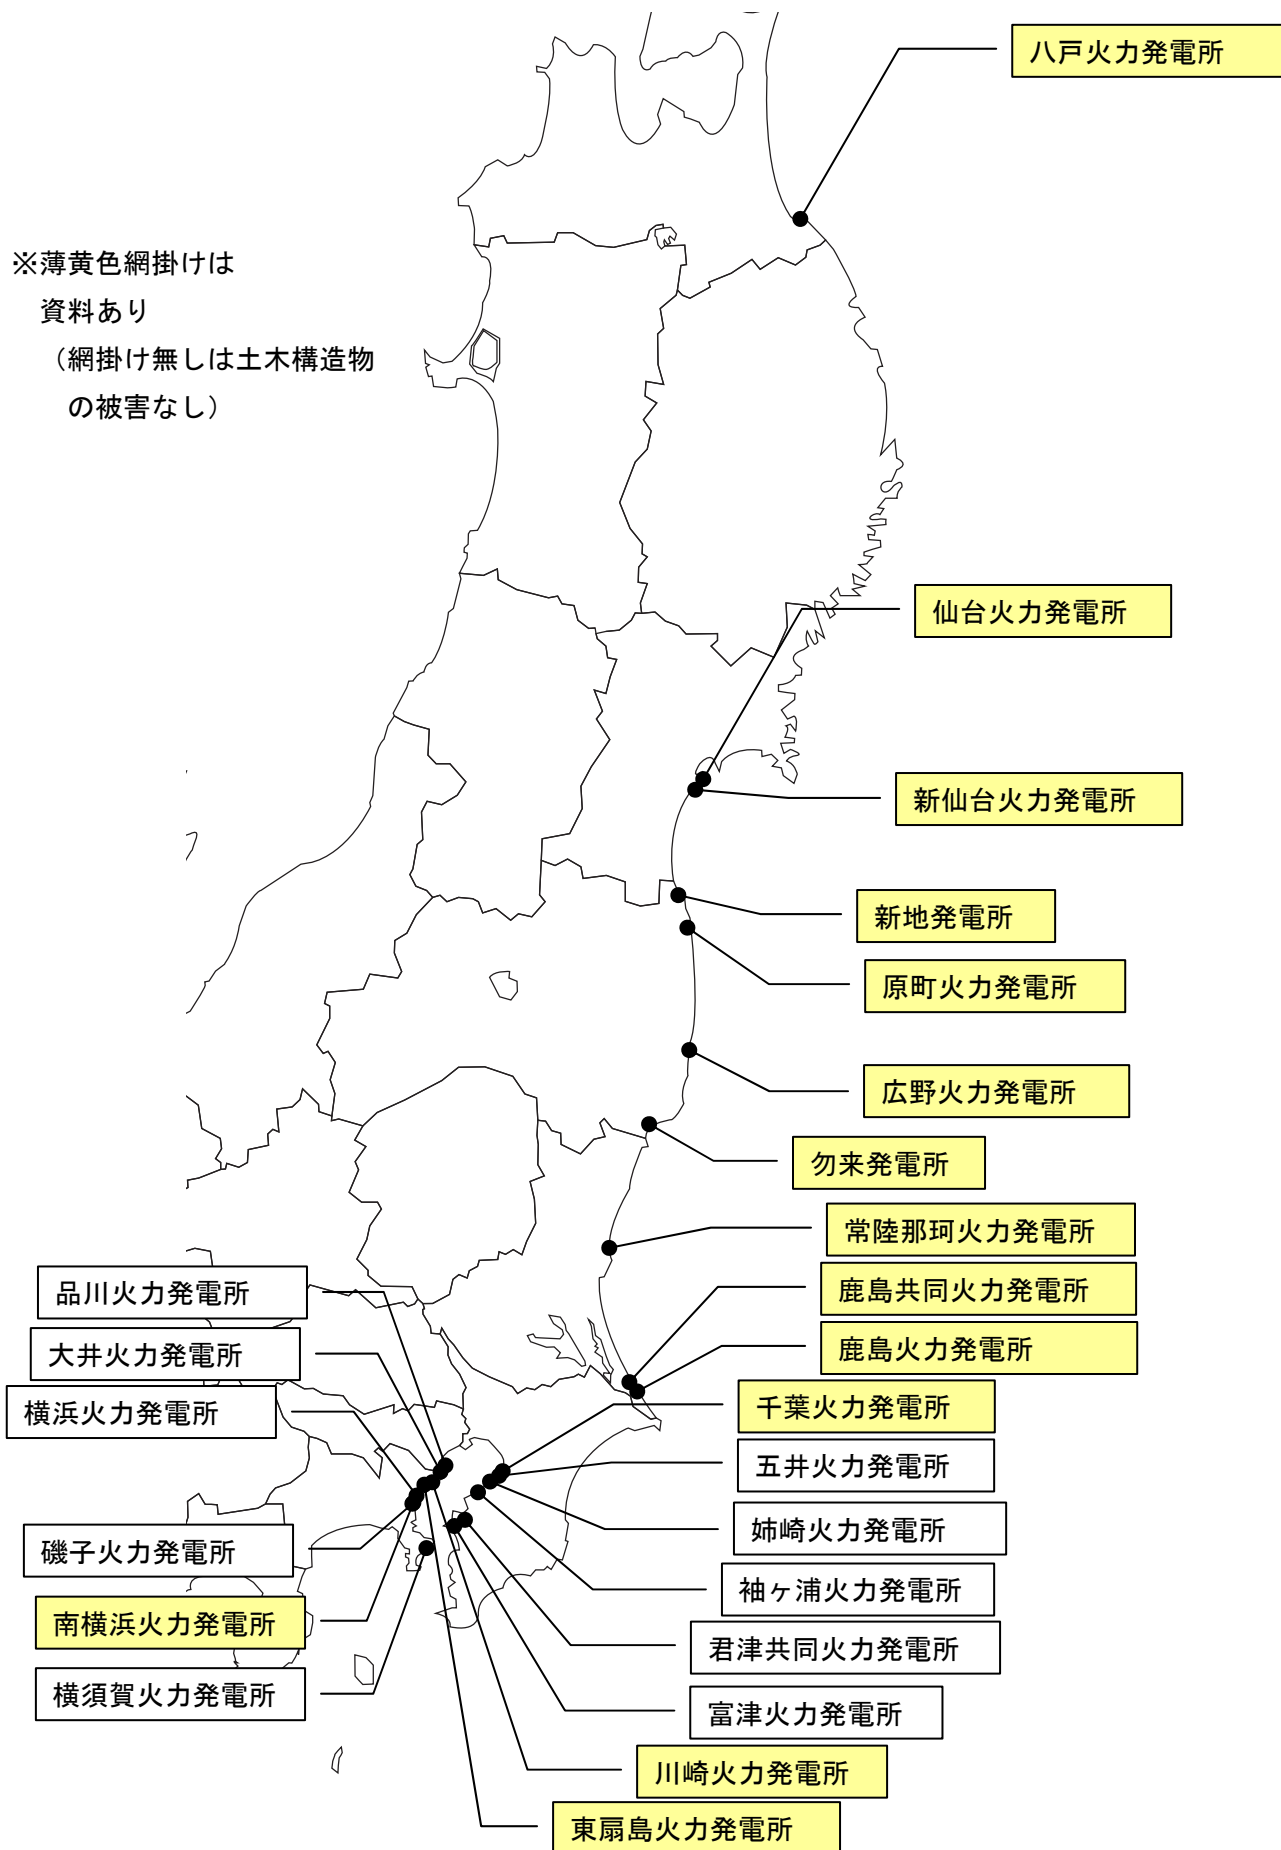 八戸火力発電所
※薄黄色網掛けは
資料あり
（網掛け無しは土木構造物
の被害なし）
仙台火力発電所
新仙台火力発電所
新地発電所
原町火力発電所
広野火力発電所
勿来発電所
常陸那珂火力発電所
鹿島共同火力発電所
鹿島火力発電所
千葉火力発電所
五井火力発電所
姉崎火力発電所
袖ヶ浦火力発電所
君津共同火力発電所
富津火力発電所
川崎火力発電所
東扇島火力発電所
品川火力発電所
大井火力発電所
横浜火力発電所
磯子火力発電所
南横浜火力発電所
横須賀火力発電所